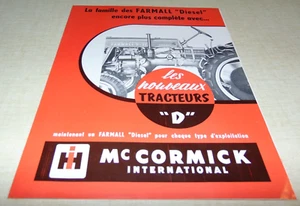 La famille des FARMALL "Diesel"
encore plus complète avec...
les nouveaux
TRACTEURS
"D"
maintenant un FARMALL "Diesel" pour chaque type d'exploitation
IH
McCORMICK
INTERNATIONAL